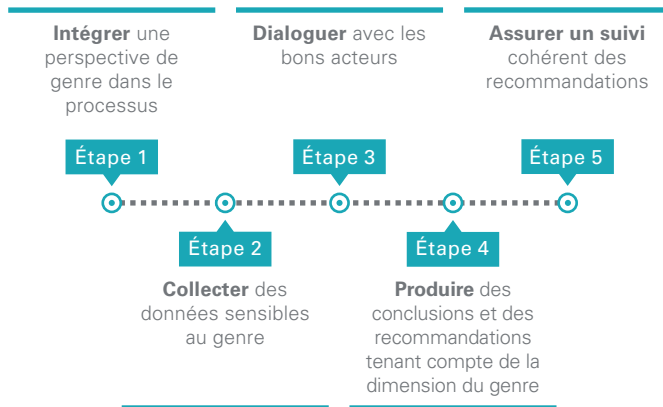 Intégrer une
perspective de
genre dans le
processus
Dialoguer avec les
bons acteurs
Assurer un suivi
cohérent des
recommandations
Étape 1
Étape 3
Étape 5
Étape 2
Étape 4
Collecter des
données sensibles
au genre
Produire des
conclusions et des
recommandations
tenant compte de la
dimension du genre